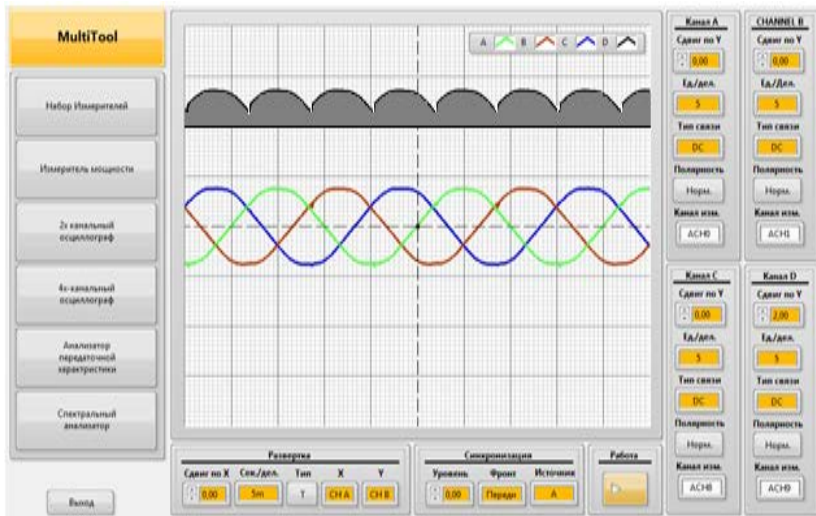 MultiTool
Набор Измерителей
Измеритель мощности
2х канальный
осциллограф
4х-канальный
осциллограф
Анализатор
передаточной
характристики
Спектральный
анализатор
Выход
A B C D
Канал A
Сдвиг по Y
0,00
Ед/дел.
5
Тип связи
DC
Полярность
Норм.
Канал изм.
ACH0
CHANNEL B
Сдвиг по Y
0,00
Ед/Дел.
5
Тип связи
DC
Полярность
Норм.
Канал изм.
ACH1
Канал C
Сдвиг по Y
0,00
Ед/дел.
5
Тип связи
DC
Полярность
Норм.
Канал изм.
ACH8
Канал D
Сдвиг по Y
2,00
Ед/дел.
5
Тип связи
DC
Полярность
Норм.
Канал изм.
ACH9
Развертка
Сдвиг по X Сек./дел. Тип X Y
0,00 5m T CH A CH B
Синхронизация
Уровень Фронт Источник
0,00 Передн A
Работа